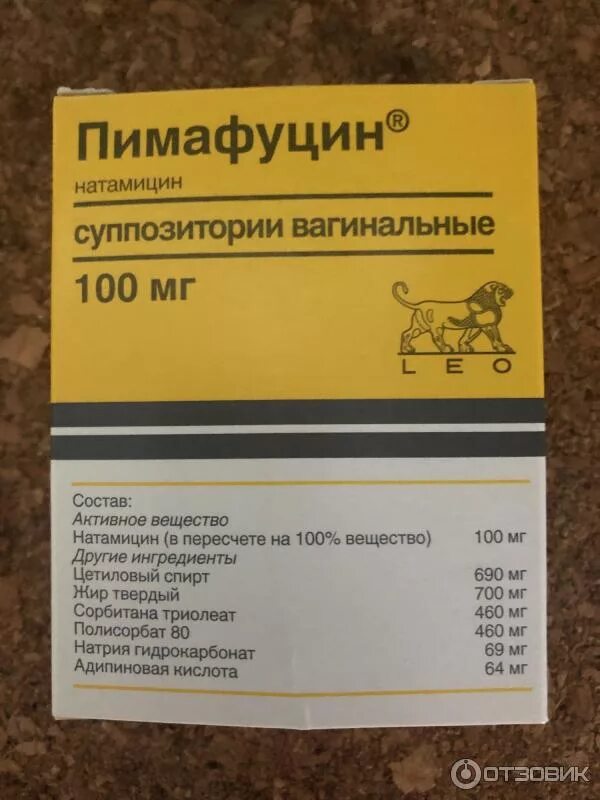 Пимафуцин®
натамицин
суппозитории вагинальные
100 мг
LEO
Состав:
Активное вещество
Натамицин (в пересчете на 100% вещество) 100 мг
Другие ингредиенты
Цетиловый спирт 690 мг
Жир твердый 700 мг
Сорбитана триолеат 460 мг
Полисорбат 80 460 мг
Натрия гидрокарбонат 69 мг
Адипиновая кислота 64 мг
ОТЗОВИК